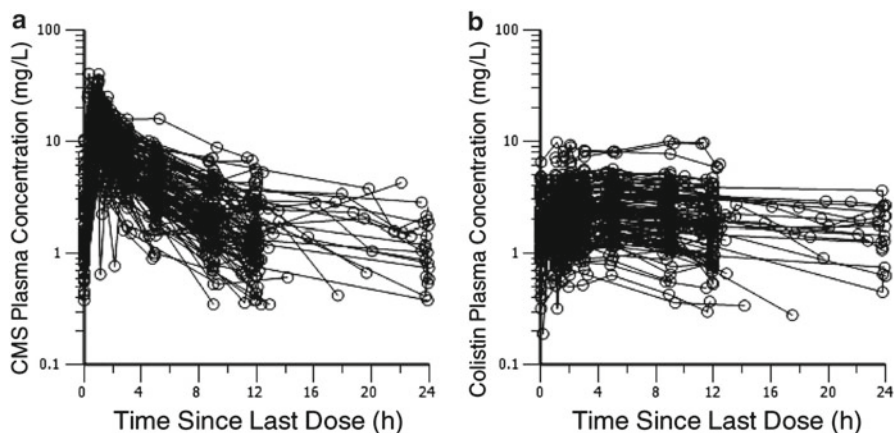 a
CMS Plasma Concentration (mg/L)
100
10
1
0.1
0 4 8 12 16 20 24
Time Since Last Dose (h)
b
Colistin Plasma Concentration (mg/L)
100
10
1
0.1
0 4 8 12 16 20 24
Time Since Last Dose (h)